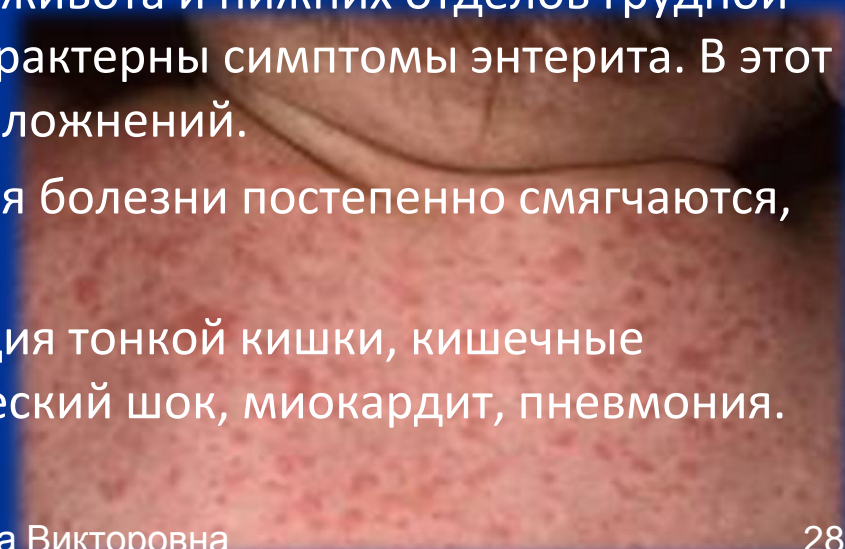 живота и нижних отделов грудной
рактерны симптомы энтерита. В этот
ложнений.
я болезни постепенно смягчаются,
ция тонкой кишки, кишечные
еский шок, миокардит, пневмония.
а Викторовна
28